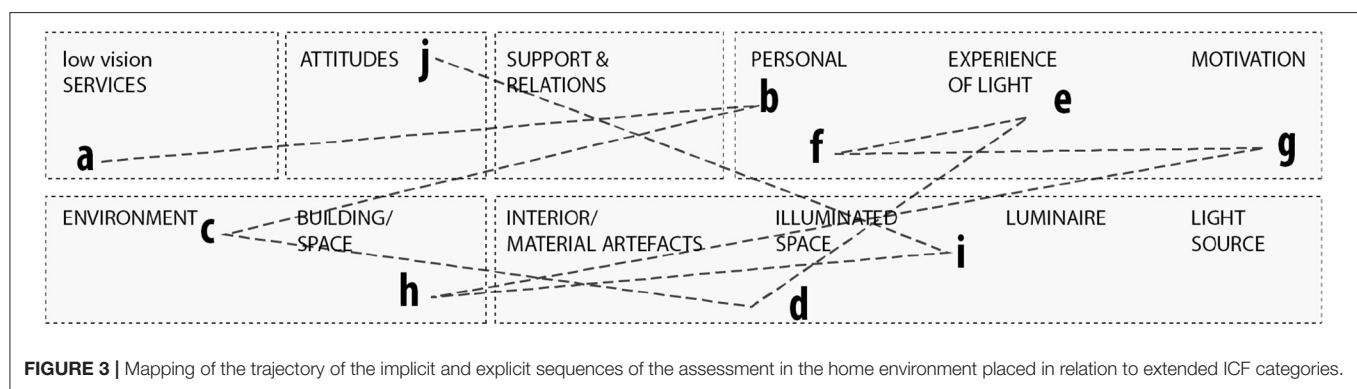 low vision
SERVICES
ATTITUDES
j
SUPPORT &
RELATIONS
PERSONAL
EXPERIENCE
OF LIGHT
MOTIVATION
b
e
a
f
g
ENVIRONMENT
c
BUILDING/
SPACE
INTERIOR/
MATERIAL ARTEFACTS
ILLUMINATED
SPACE
LUMINAIRE
LIGHT
SOURCE
i
h
d
FIGURE 3 | Mapping of the trajectory of the implicit and explicit sequences of the assessment in the home environment placed in relation to extended ICF categories.